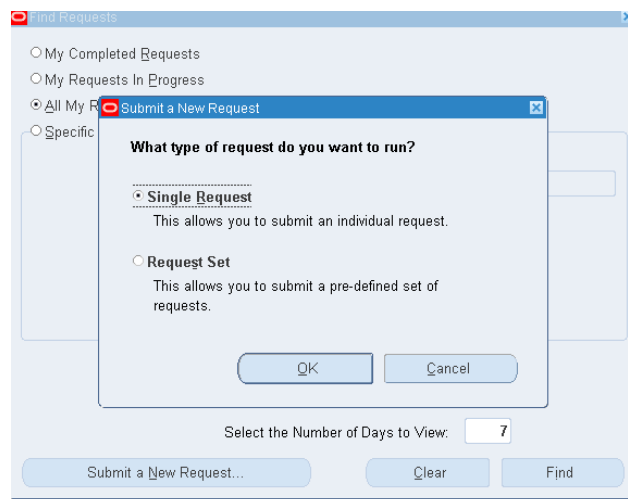 Find Requests
My Completed Requests
My Requests In Progress
All My R
Specific
Submit a New Request
What type of request do you want to run?
Single Request
This allows you to submit an individual request.
Request Set
This allows you to submit a pre-defined set of
requests.
OK Cancel
Select the Number of Days to View: 7
Submit a New Request... Clear Find